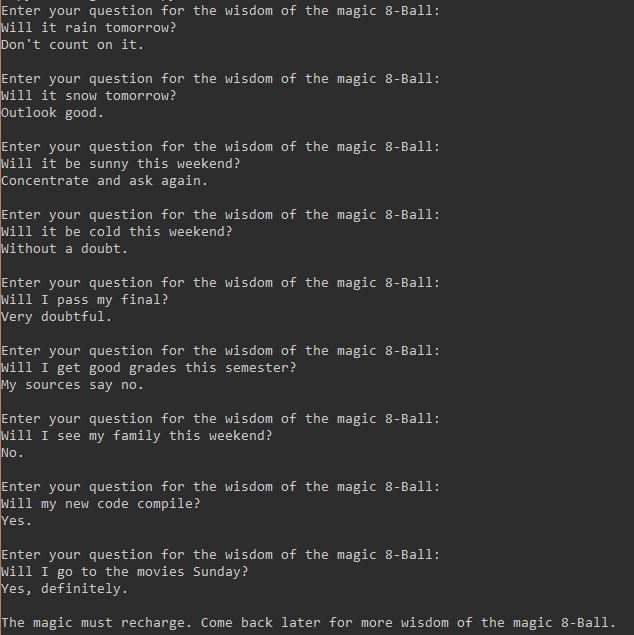 Enter your question for the wisdom of the magic 8-Ball:
Will it rain tomorrow?
Don't count on it.
Enter your question for the wisdom of the magic 8-Ball:
Will it snow tomorrow?
Outlook good.
Enter your question for the wisdom of the magic 8-Ball:
Will it be sunny this weekend?
Concentrate and ask again.
Enter your question for the wisdom of the magic 8-Ball:
Will it be cold this weekend?
Without a doubt.
Enter your question for the wisdom of the magic 8-Ball:
Will I pass my final?
Very doubtful.
Enter your question for the wisdom of the magic 8-Ball:
Will I get good grades this semester?
My sources say no.
Enter your question for the wisdom of the magic 8-Ball:
Will I see my family this weekend?
No.
Enter your question for the wisdom of the magic 8-Ball:
Will my new code compile?
Yes.
Enter your question for the wisdom of the magic 8-Ball:
Will I go to the movies Sunday?
Yes, definitely.
The magic must recharge. Come back later for more wisdom of the magic 8-Ball.